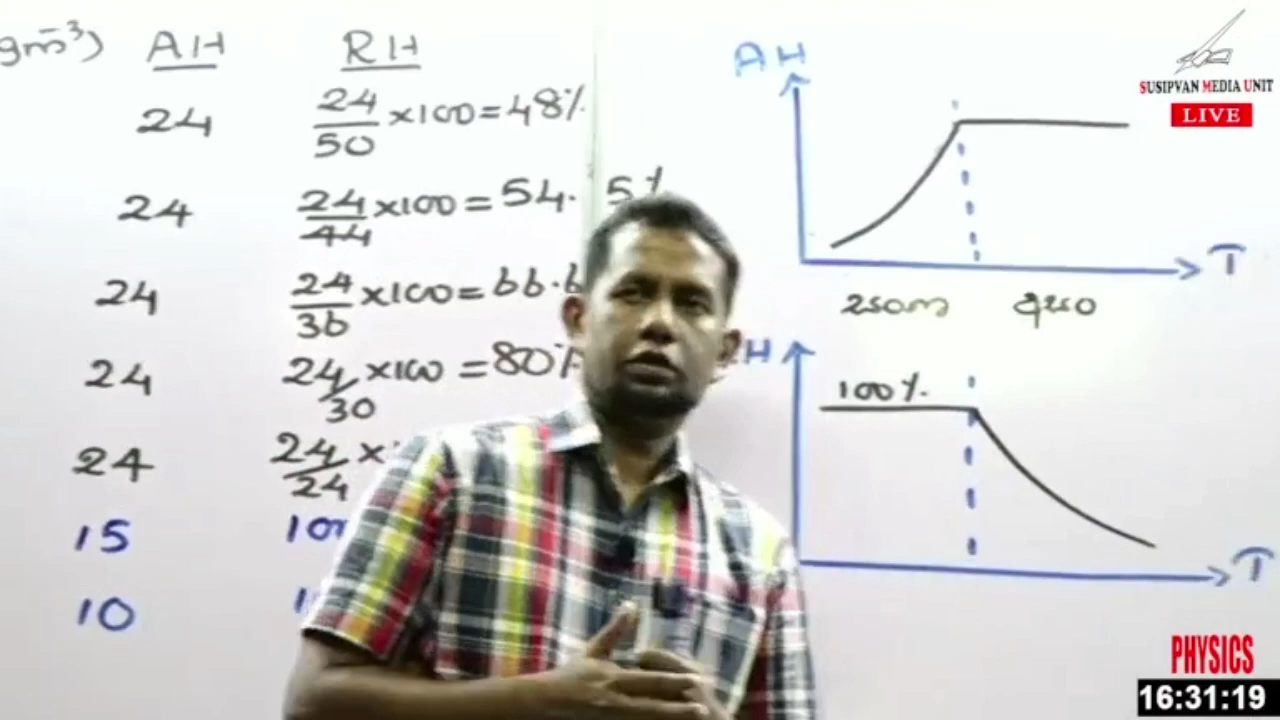 gm⁻³) AH RH
24 24/50 ×100 = 48%
24 24/44 ×100 = 54.5%
24 24/36 ×100 = 66.6
24 24/30 ×100 = 80%
24 24/24 ×
15 100
10 1
AH
T
සංතෘප්ත අසං
H
100%
T
SUSIPVAN MEDIA UNIT
LIVE
PHYSICS
16:31:19